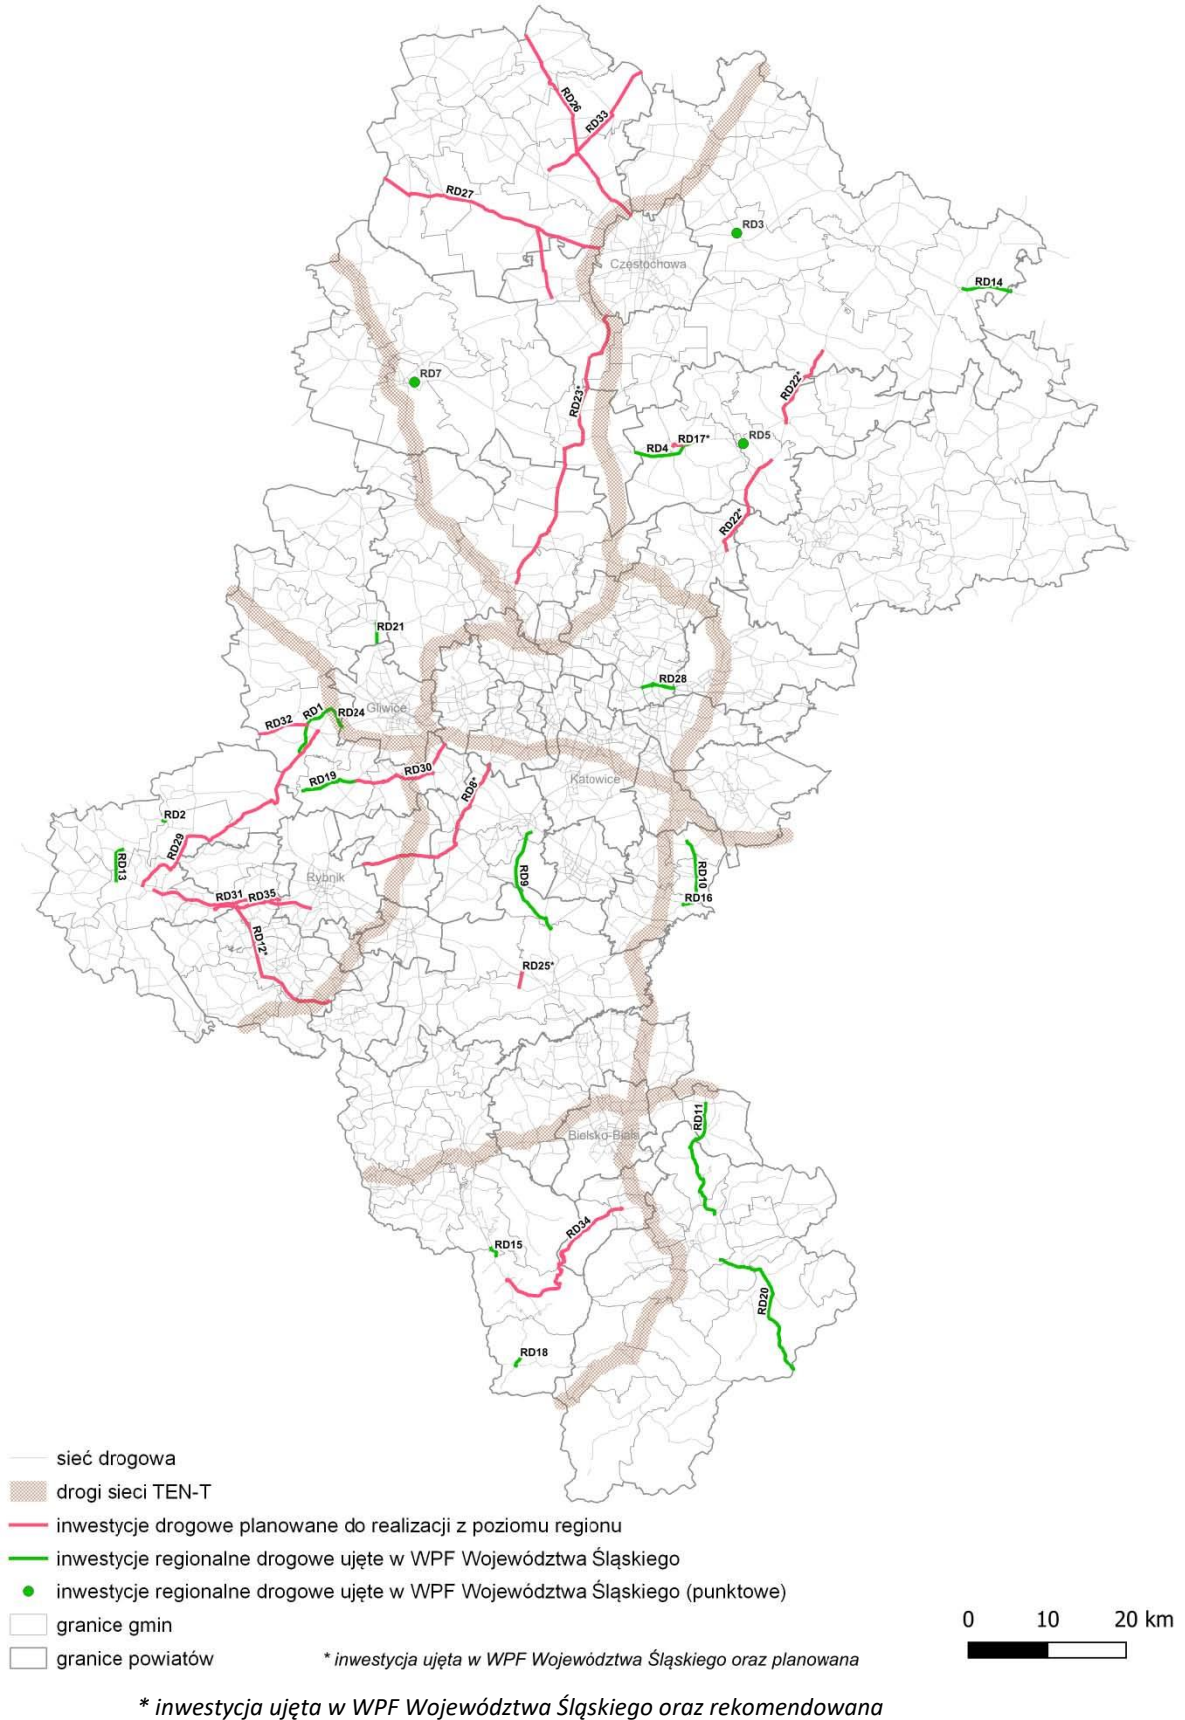 RD26
RD33
RD27
RD3
Częstochowa
RD14
RD7
RD22*
RD23*
RD17*
RD5
RD4
RD22*
RD21
RD28
RD1
RD24
Gliwice
RD32
RD30
RD19
RD8*
Katowice
RD2
RD29
RD13
RD9
RD10
Rybnik
RD31
RD35
RD16
RD12*
RD25*
RD11
Bielsko-Biała
RD34
RD15
RD20
RD18
sieć drogowa
drogi sieci TEN-T
inwestycje drogowe planowane do realizacji z poziomu regionu
inwestycje regionalne drogowe ujęte w WPF Województwa Śląskiego
inwestycje regionalne drogowe ujęte w WPF Województwa Śląskiego (punktowe)
granice gmin
0 10 20 km
granice powiatów
* inwestycja ujęta w WPF Województwa Śląskiego oraz planowana
* inwestycja ujęta w WPF Województwa Śląskiego oraz rekomendowana